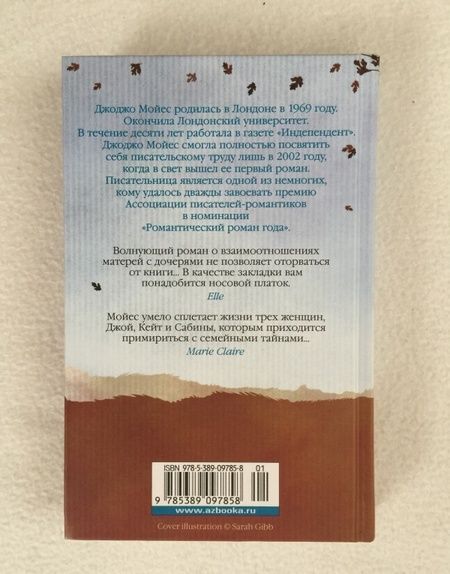 Джоджо Мойес родилась в Лондоне в 1969 году.
Окончила Лондонский университет.
В течение десяти лет работала в газете «Индепендент».
Джоджо Мойес смогла полностью посвятить
себя писательскому труду лишь в 2002 году,
когда в свет вышел ее первый роман.
Писательница является одной из немногих,
кому удалось дважды завоевать премию
Ассоциации писателей-романтиков
в номинации
«Романтический роман года».
Волнующий роман о взаимоотношениях
матерей с дочерями не позволяет оторваться
от книги... В качестве закладки вам
понадобится носовой платок.
Elle
Мойес умело сплетает жизни трех женщин,
Джой, Кейт и Сабины, которым приходится
примириться с семейными тайнами...
Marie Claire
ISBN 978-5-389-09785-8 01
9 785389 097858
www.azbooka.ru
Cover illustration © Sarah Gibb